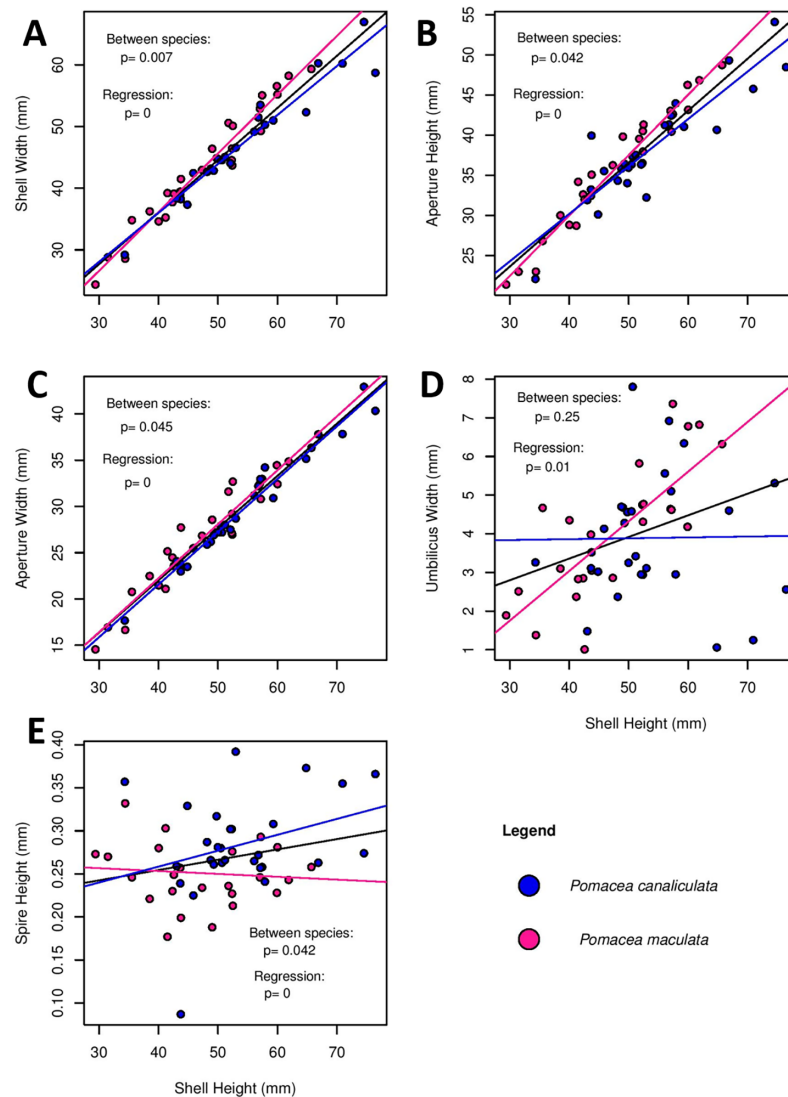 A
Between species:
p= 0.007
Regression:
p= 0
Shell Width (mm)
30 40 50 60
30 40 50 60 70
B
Between species:
p= 0.042
Regression:
p= 0
Aperture Height (mm)
25 30 35 40 45 50 55
30 40 50 60 70
C
Between species:
p= 0.045
Regression:
p= 0
Aperture Width (mm)
15 20 25 30 35 40
30 40 50 60 70
D
Between species:
p= 0.25
Regression:
p= 0.01
Umbilicus Width (mm)
1 2 3 4 5 6 7 8
30 40 50 60 70
Shell Height (mm)
E
Between species:
p= 0.042
Regression:
p= 0
Spire Height (mm)
0.10 0.15 0.20 0.25 0.30 0.35 0.40
30 40 50 60 70
Shell Height (mm)
Legend
Pomacea canaliculata
Pomacea maculata